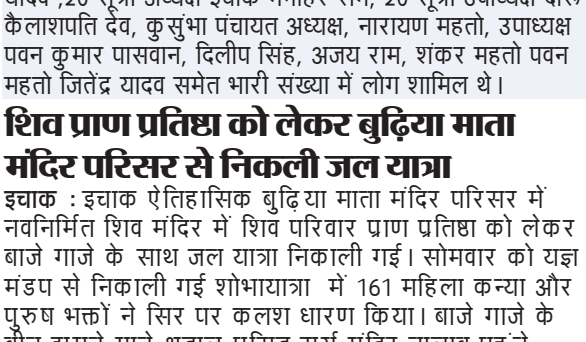 कैलाशपति देव, कुसुंभा पंचायत अध्यक्ष, नारायण महतो, उपाध्यक्ष
पवन कुमार पासवान, दिलीप सिंह, अजय राम, शंकर महतो पवन
महतो जितेंद्र यादव समेत भारी संख्या में लोग शामिल थे।
शिव प्राण प्रतिष्ठा को लेकर बुढ़िया माता
मंदिर परिसर से निकली जल यात्रा
इचाक : इचाक ऐतिहासिक बुढ़िया माता मंदिर परिसर में
नवनिर्मित शिव मंदिर में शिव परिवार प्राण प्रतिष्ठा को लेकर
बाजे गाजे के साथ जल यात्रा निकाली गई। सोमवार को यज्ञ
मंडप से निकाली गई शोभायात्रा में 161 महिला कन्या और
पुरुष भक्तों ने सिर पर कलश धारण किया। बाजे गाजे के